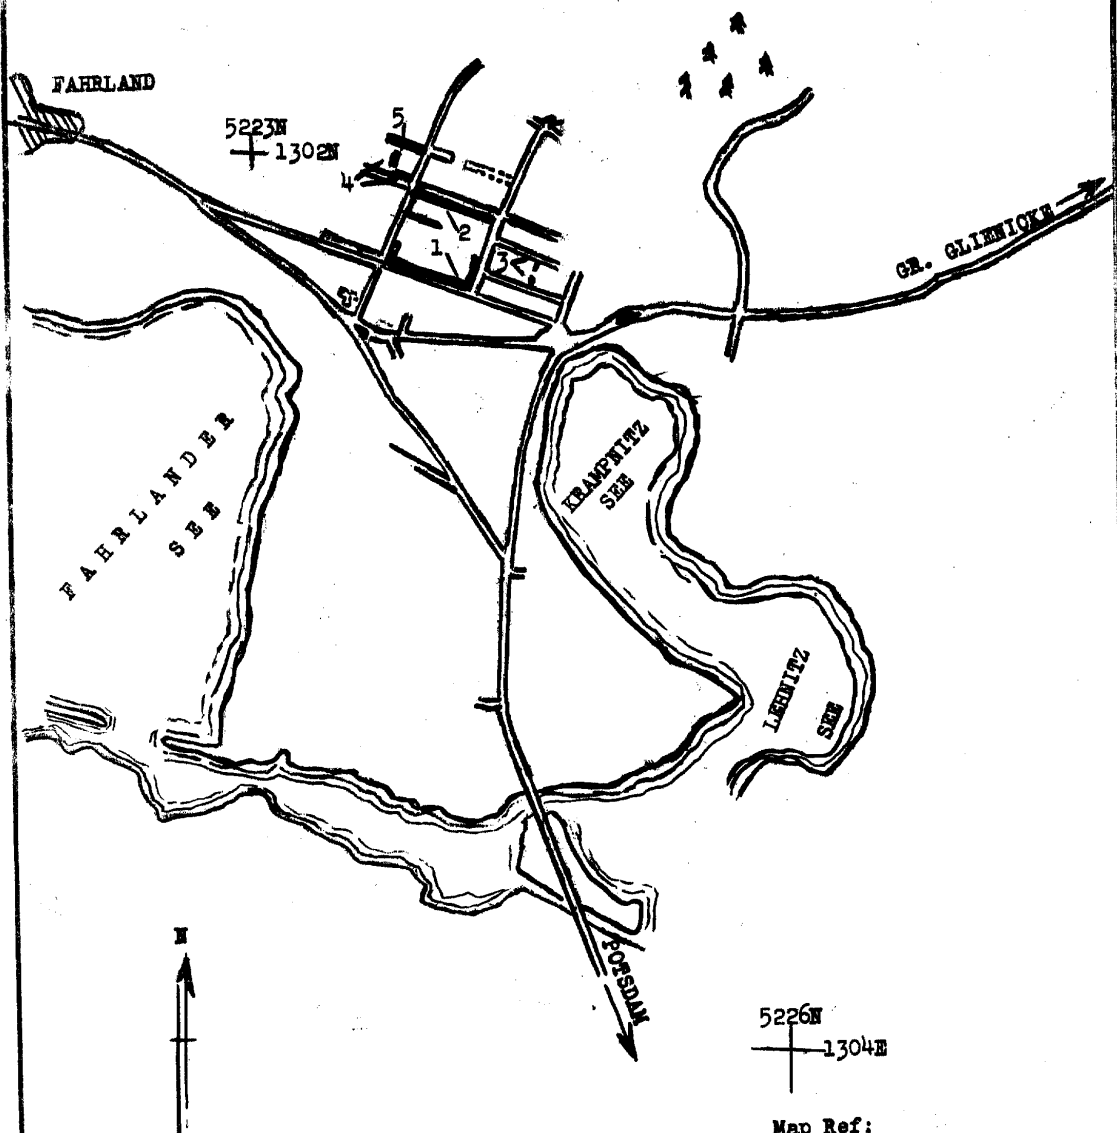 FAHRLAND
5223N
1302N
5
4
2
1
3
GR. GLIENICKE
FAHRLANDER
SEE
KRAMPNITZ
SEE
LEHNITZ
SEE
N
POTSDAM
5226N
1304E
Map Ref: